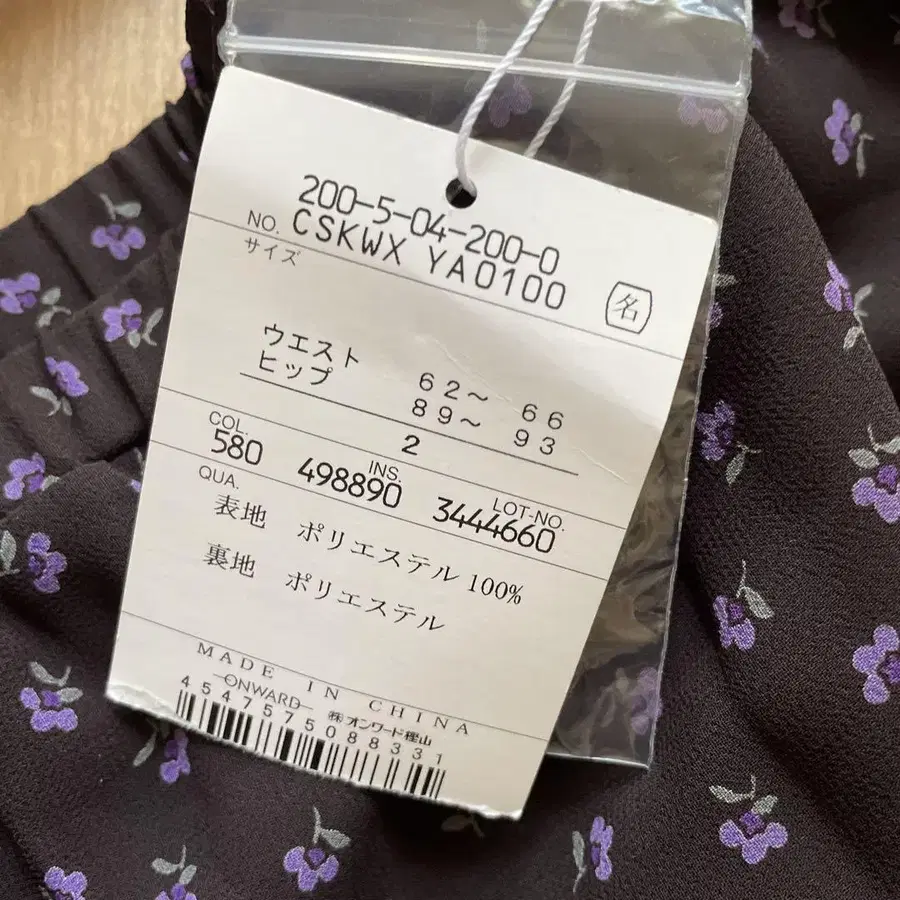 200-5-04-200-0
NO. CSKWX YA0100 名
サイズ
ウエスト 62~ 66
ヒップ 89~ 93
2
COL. INS. LOT-NO.
580 498890 3444660
QUA.
表地 ポリエステル 100%
裏地 ポリエステル
MADE IN CHINA
ONWARD ㈱オンワード樫山
4547575088331